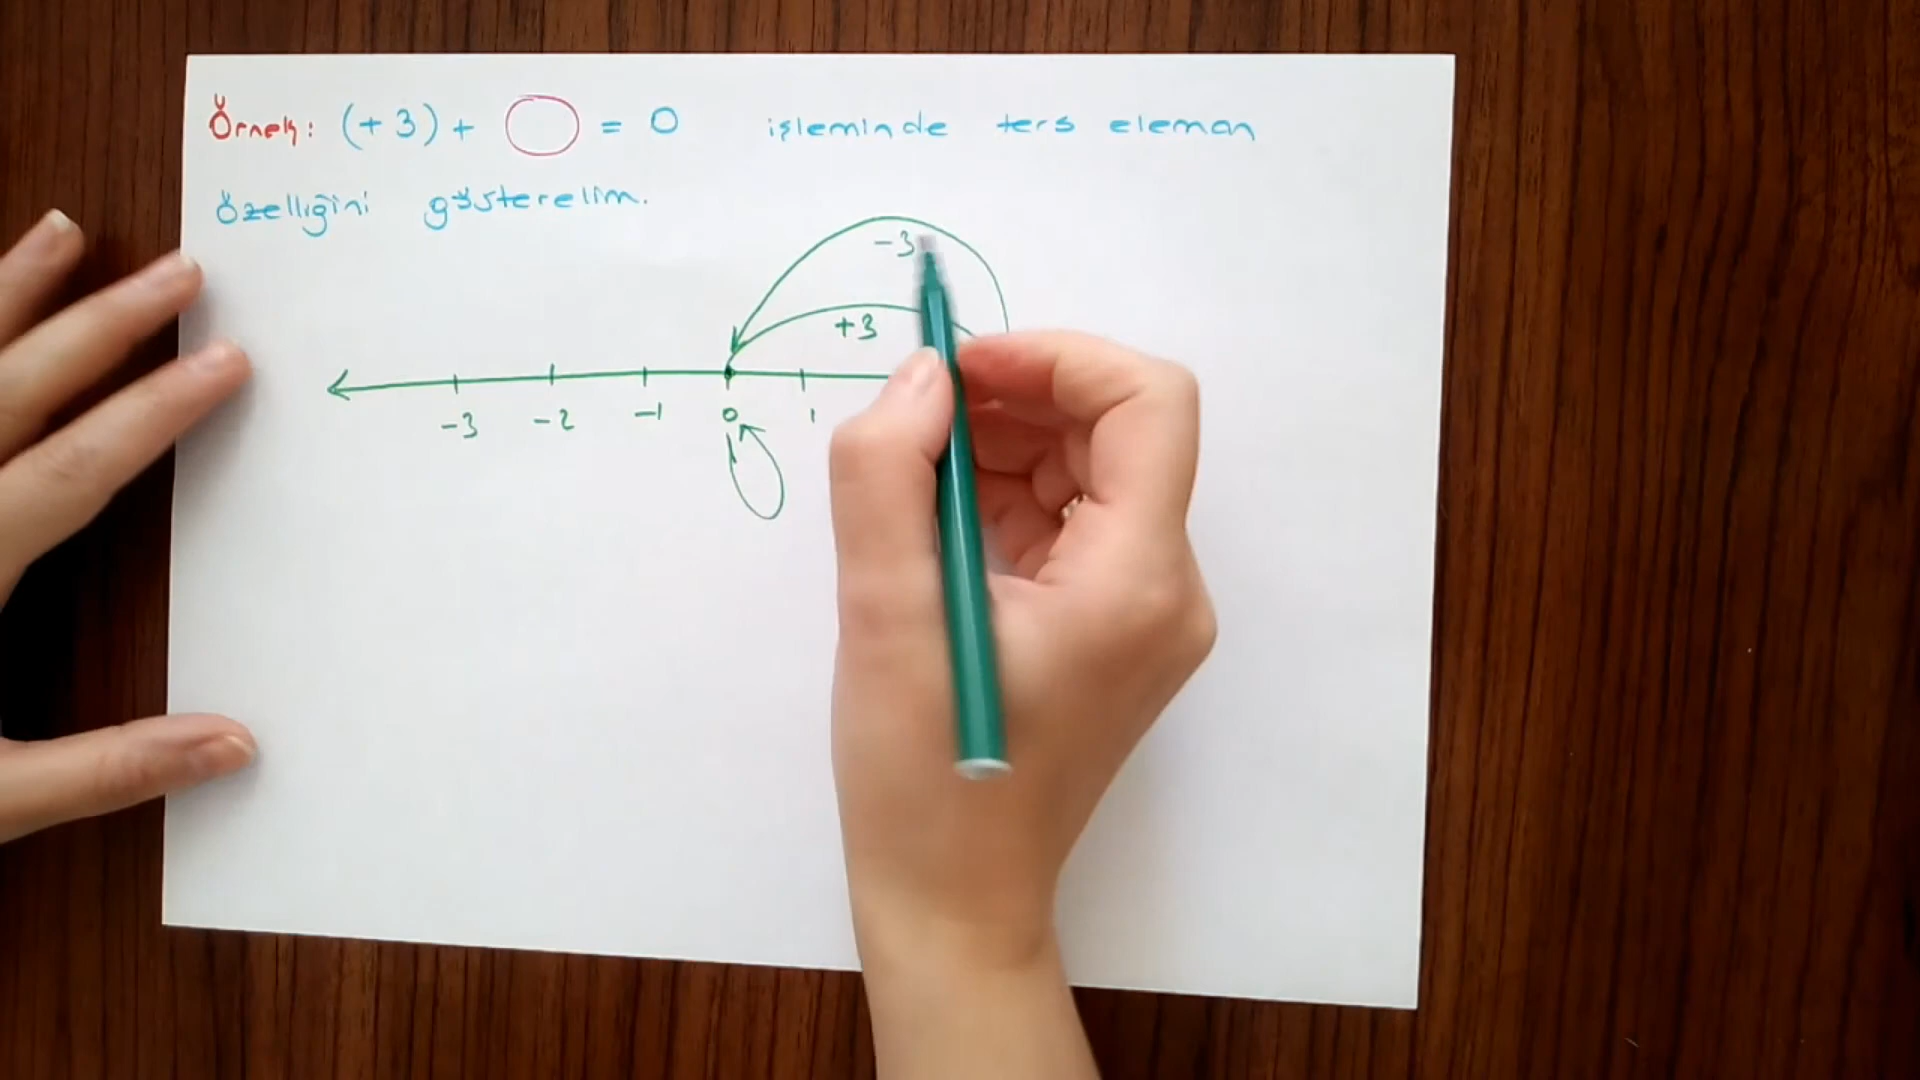 Örnek: (+3) + ◯ = 0 işleminde ters eleman
özelliğini gösterelim.
-3
+3
-3 -2 -1 0 1